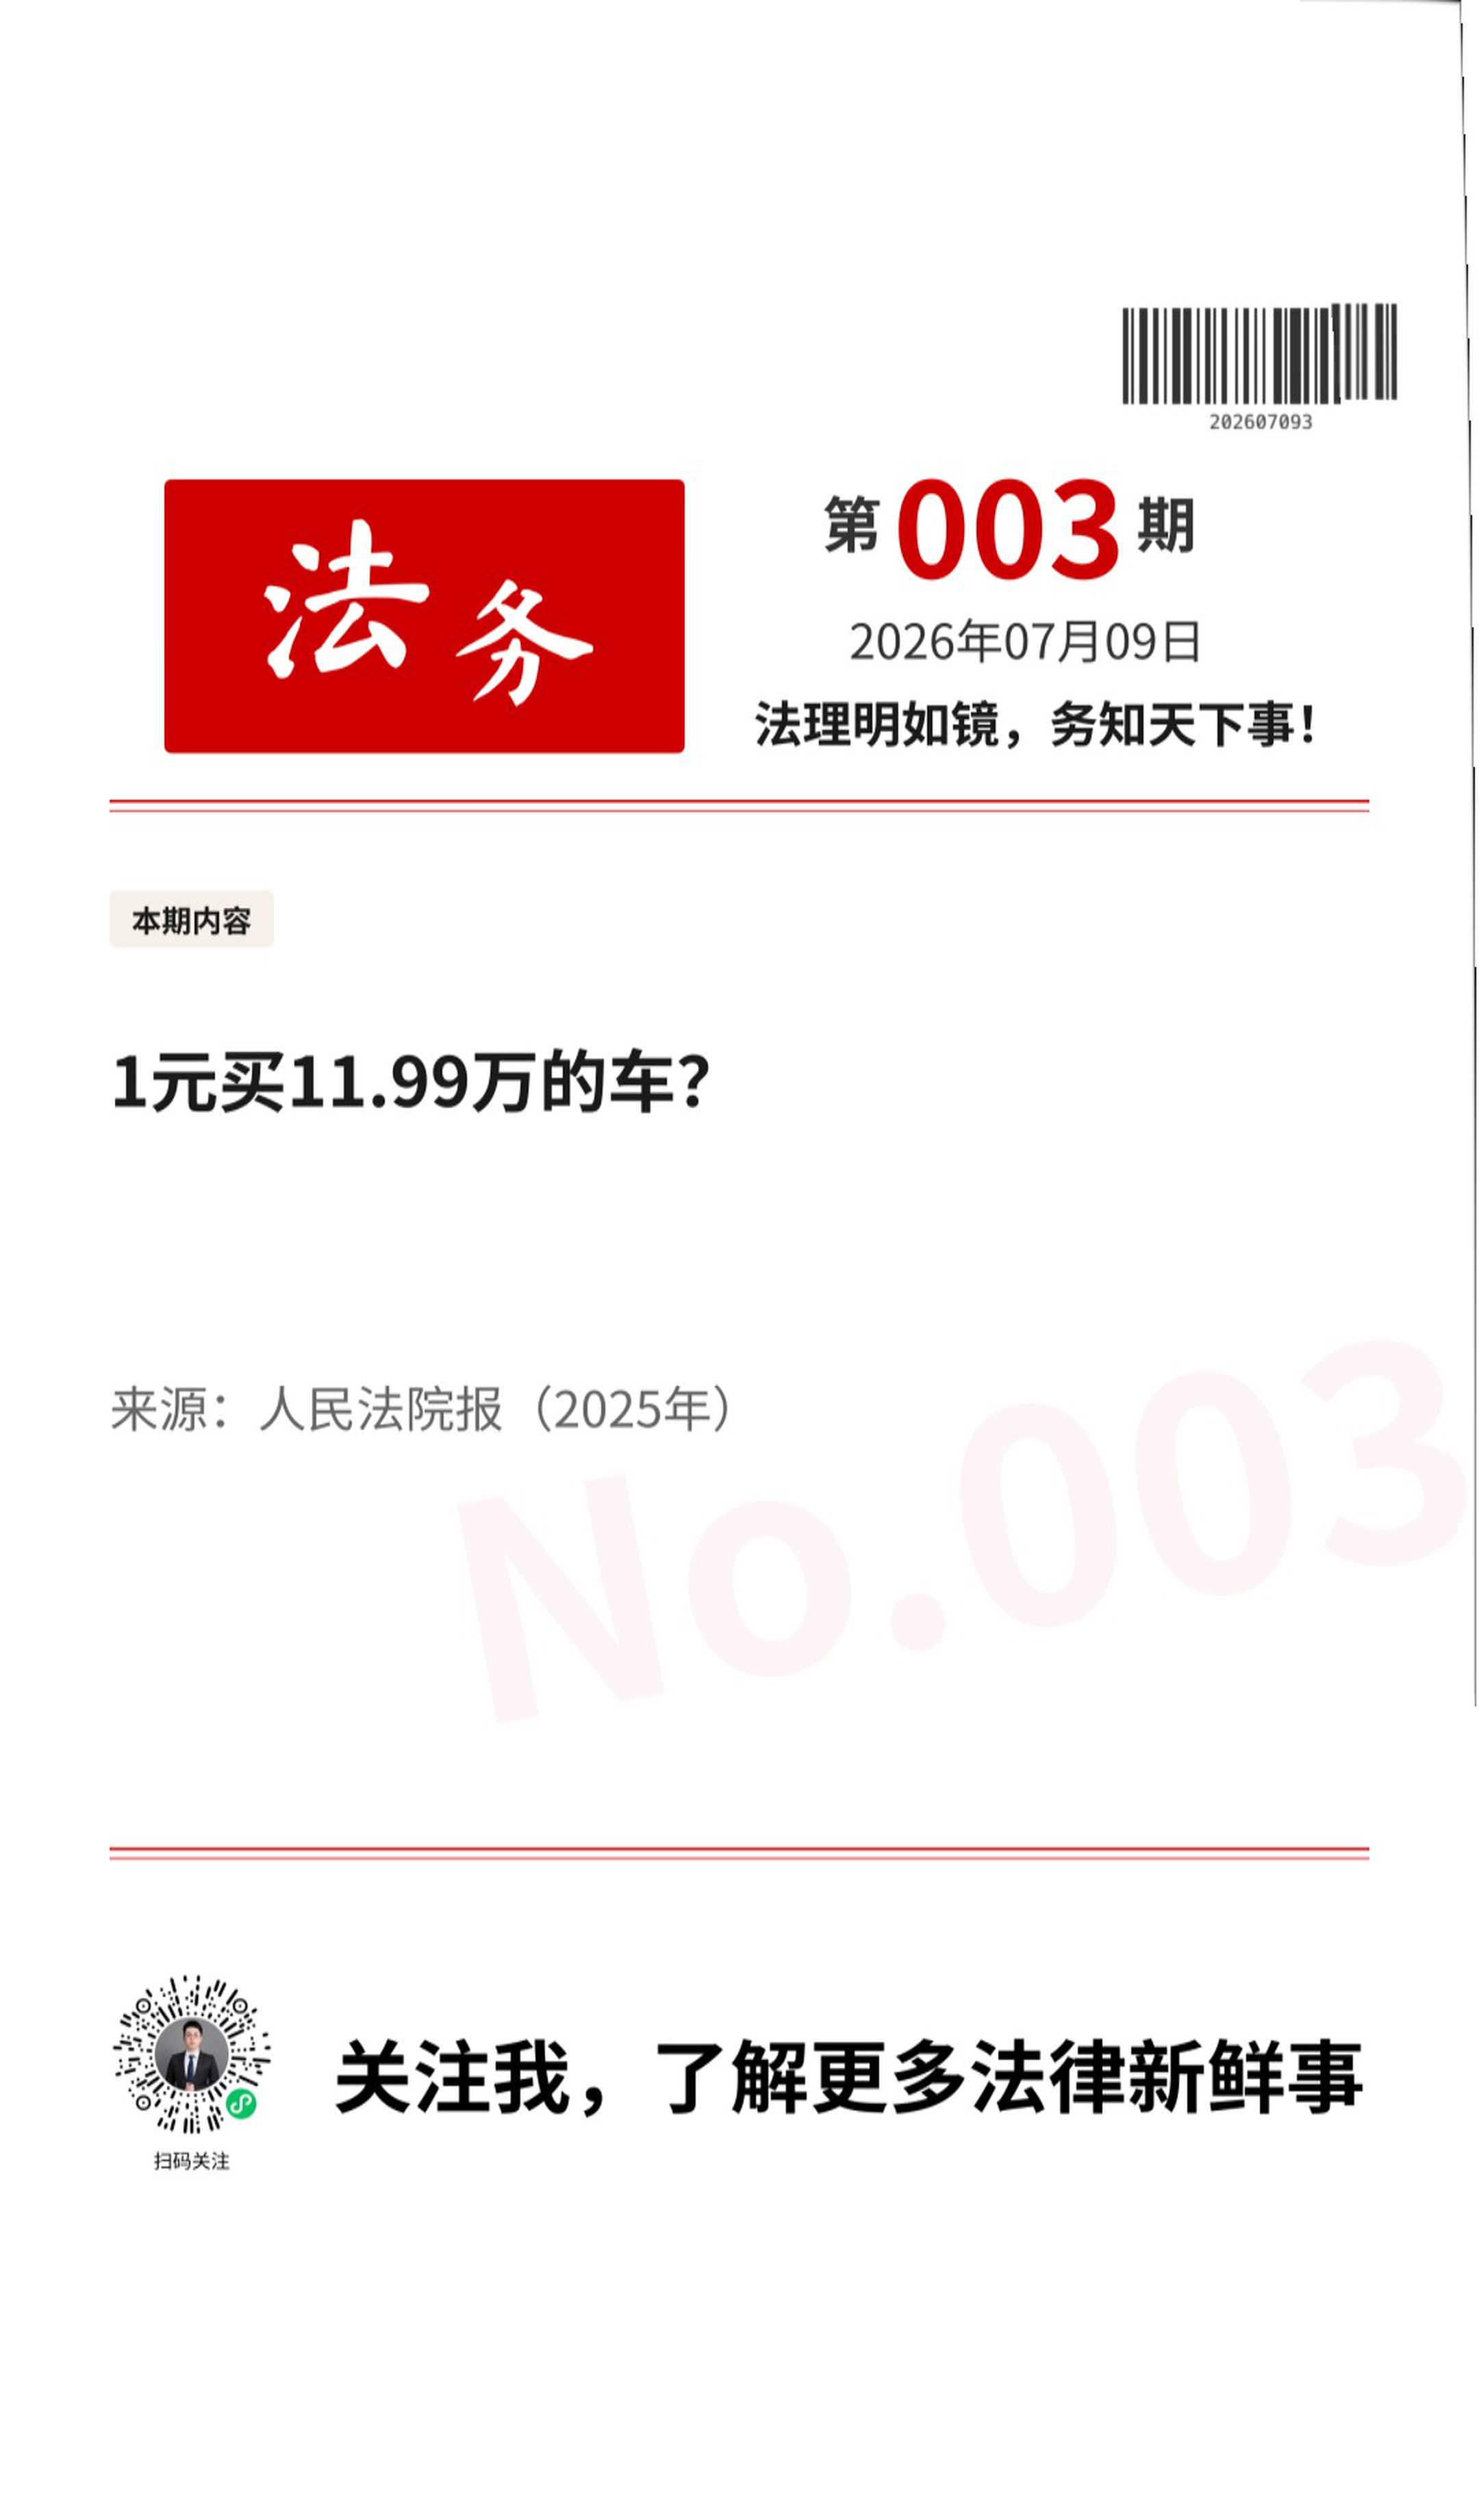 202607093
法务
第003期
2026年07月09日
法理明如镜，务知天下事！
本期内容
1元买11.99万的车？
来源：人民法院报（2025年）
No.003
关注我，了解更多法律新鲜事
扫码关注